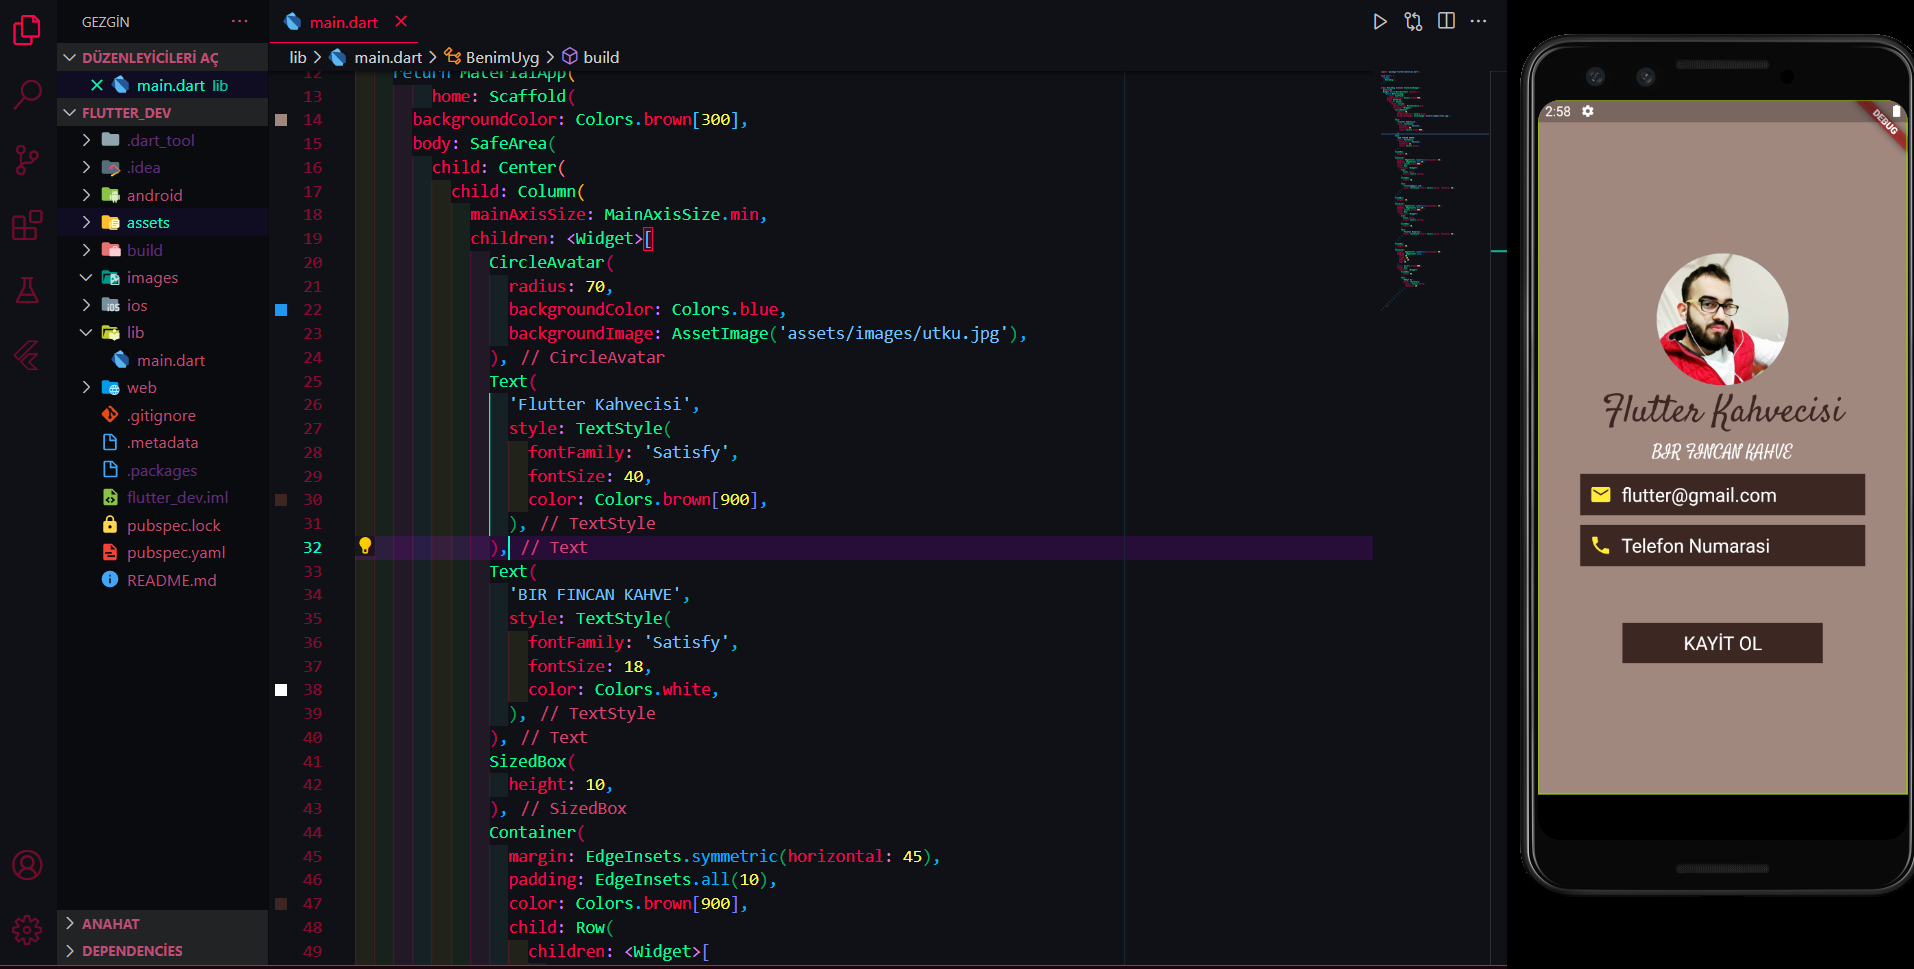 GEZGİN
DÜZENLEYİCİLERİ AÇ
main.dart lib
FLUTTER_DEV
.dart_tool
.idea
android
assets
build
images
ios
lib
main.dart
web
.gitignore
.metadata
.packages
flutter_dev.iml
pubspec.lock
pubspec.yaml
README.md
ANAHAT
DEPENDENCİES
main.dart
lib > main.dart > BenimUyg > build
12 return MaterialApp(
13 home: Scaffold(
14 backgroundColor: Colors.brown[300],
15 body: SafeArea(
16 child: Center(
17 child: Column(
18 mainAxisSize: MainAxisSize.min,
19 children: <Widget>[
20 CircleAvatar(
21 radius: 70,
22 backgroundColor: Colors.blue,
23 backgroundImage: AssetImage('assets/images/utku.jpg'),
24 ), // CircleAvatar
25 Text(
26 'Flutter Kahvecisi',
27 style: TextStyle(
28 fontFamily: 'Satisfy',
29 fontSize: 40,
30 color: Colors.brown[900],
31 ), // TextStyle
32 ), // Text
33 Text(
34 'BIR FINCAN KAHVE',
35 style: TextStyle(
36 fontFamily: 'Satisfy',
37 fontSize: 18,
38 color: Colors.white,
39 ), // TextStyle
40 ), // Text
41 SizedBox(
42 height: 10,
43 ), // SizedBox
44 Container(
45 margin: EdgeInsets.symmetric(horizontal: 45),
46 padding: EdgeInsets.all(10),
47 color: Colors.brown[900],
48 child: Row(
49 children: <Widget>[
2:58
DEBUG
Flutter Kahvecisi
BIR FINCAN KAHVE
flutter@gmail.com
Telefon Numarasi
KAYİT OL